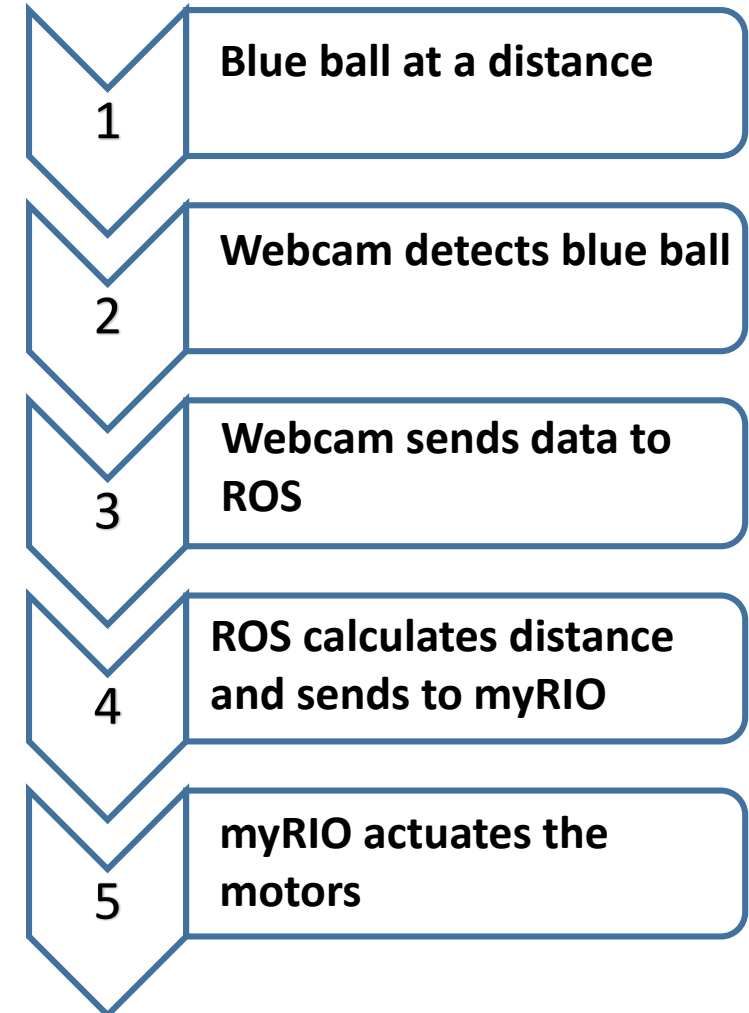 1
Blue ball at a distance
2
Webcam detects blue ball
3
Webcam sends data to
ROS
4
ROS calculates distance
and sends to myRIO
5
myRIO actuates the
motors